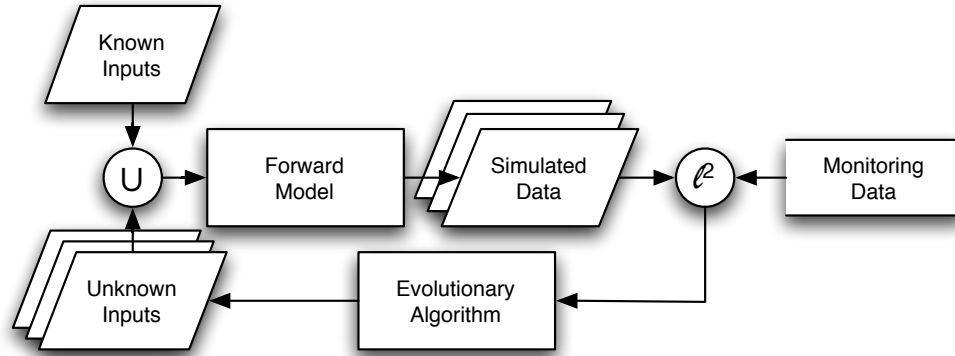 Known
Inputs
U
Forward
Model
Simulated
Data
ℓ²
Monitoring
Data
Unknown
Inputs
Evolutionary
Algorithm